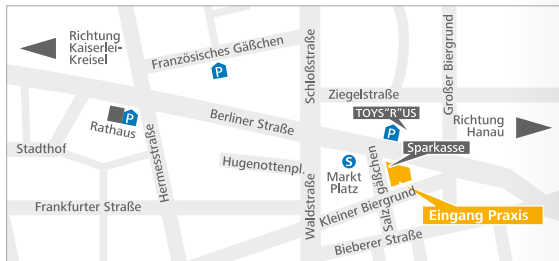 Richtung
Kaiserlei-
Kreisel
Französisches Gäßchen
P
Schloßstraße
Großer Biergrund
Ziegelstraße
TOYS"R"US
P
Rathaus
P
Berliner Straße
Richtung
Hanau
Stadthof
Hermesstraße
Hugenottenpl.
S
Markt
Platz
Sparkasse
Salzgäßchen
Frankfurter Straße
Waldstraße
Kleiner Biergrund
Eingang Praxis
Bieberer Straße